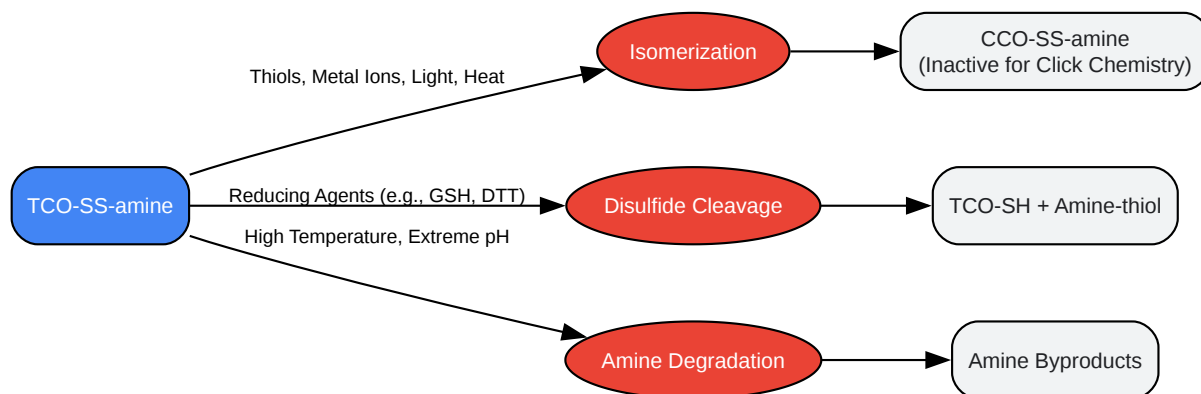 Isomerization
CCO-SS-amine
(Inactive for Click Chemistry)
Thiols, Metal Ions, Light, Heat
TCO-SS-amine
Reducing Agents (e.g., GSH, DTT)
Disulfide Cleavage
TCO-SH + Amine-thiol
High Temperature, Extreme pH
Amine Degradation
Amine Byproducts